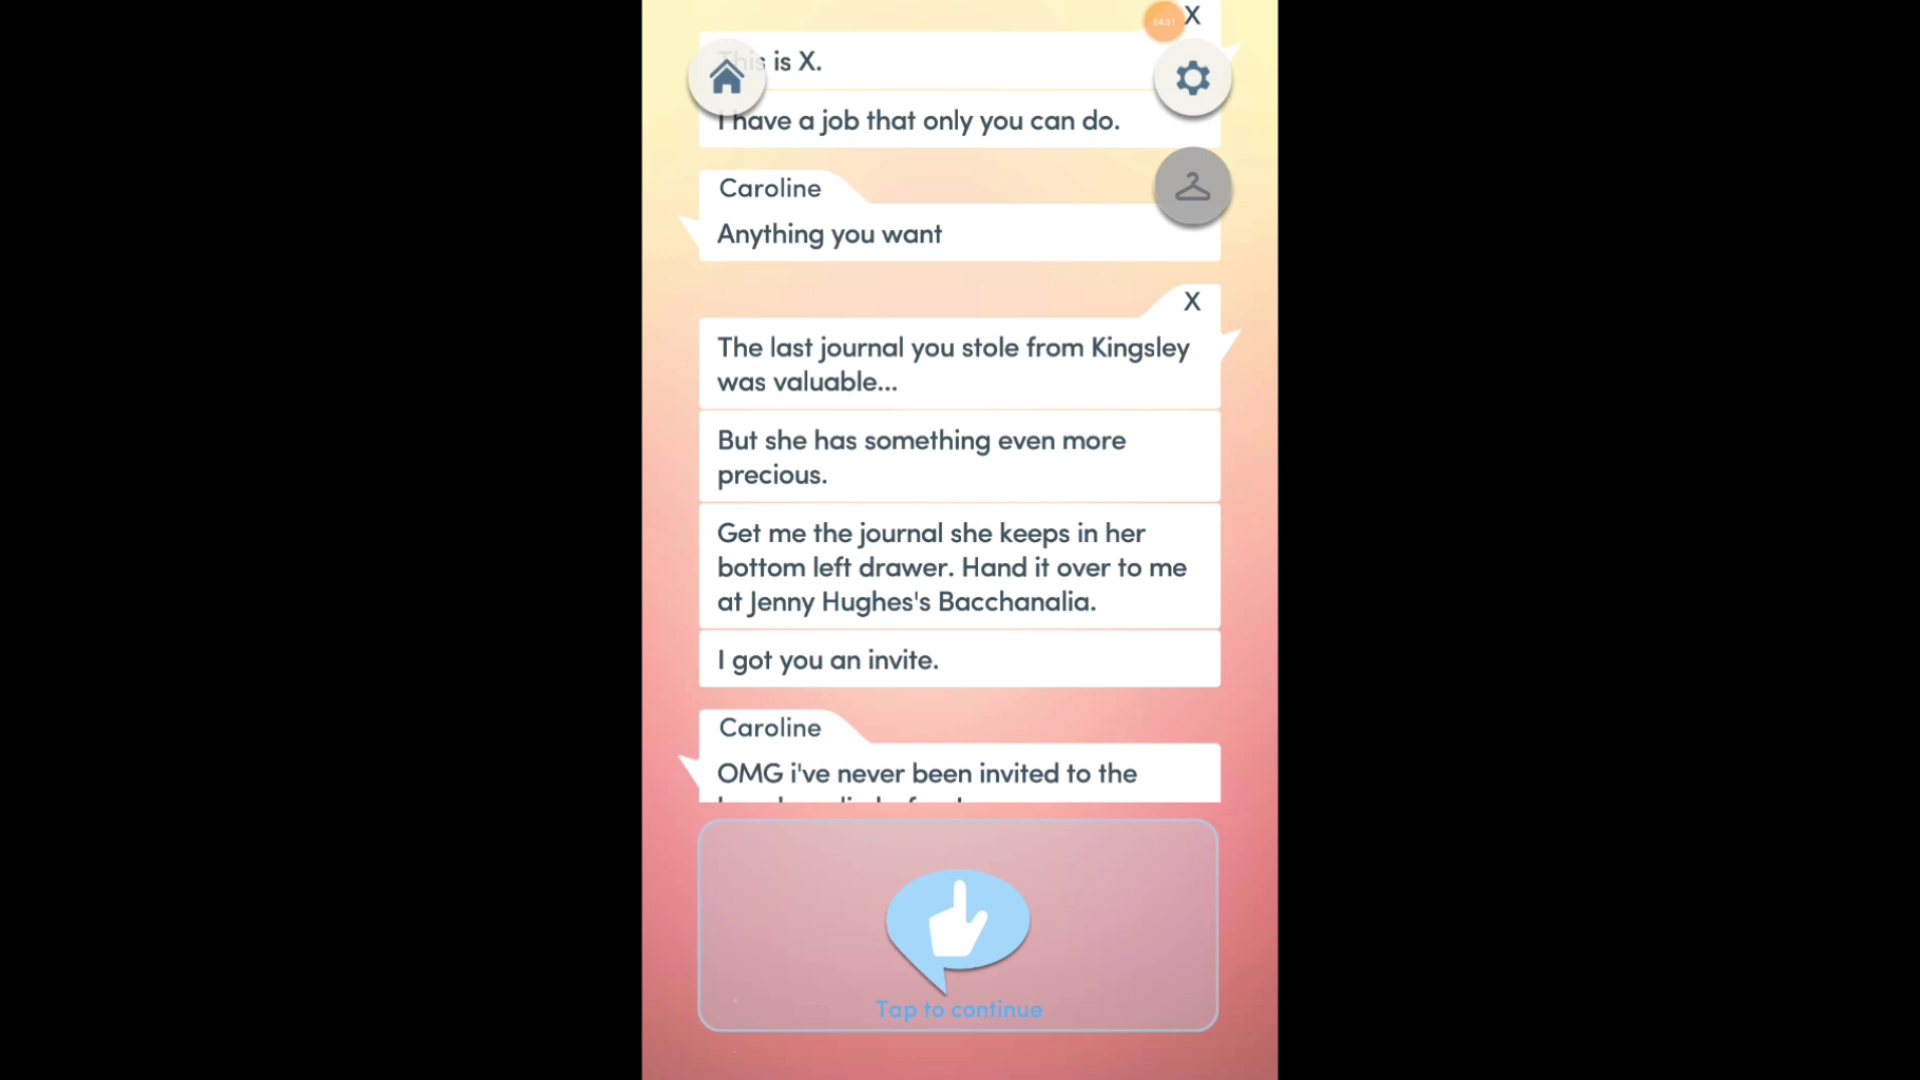 54:31
X
This is X.
I have a job that only you can do.
Caroline
Anything you want
X
The last journal you stole from Kingsley
was valuable...
But she has something even more
precious.
Get me the journal she keeps in her
bottom left drawer. Hand it over to me
at Jenny Hughes's Bacchanalia.
I got you an invite.
Caroline
OMG i've never been invited to the
Tap to continue